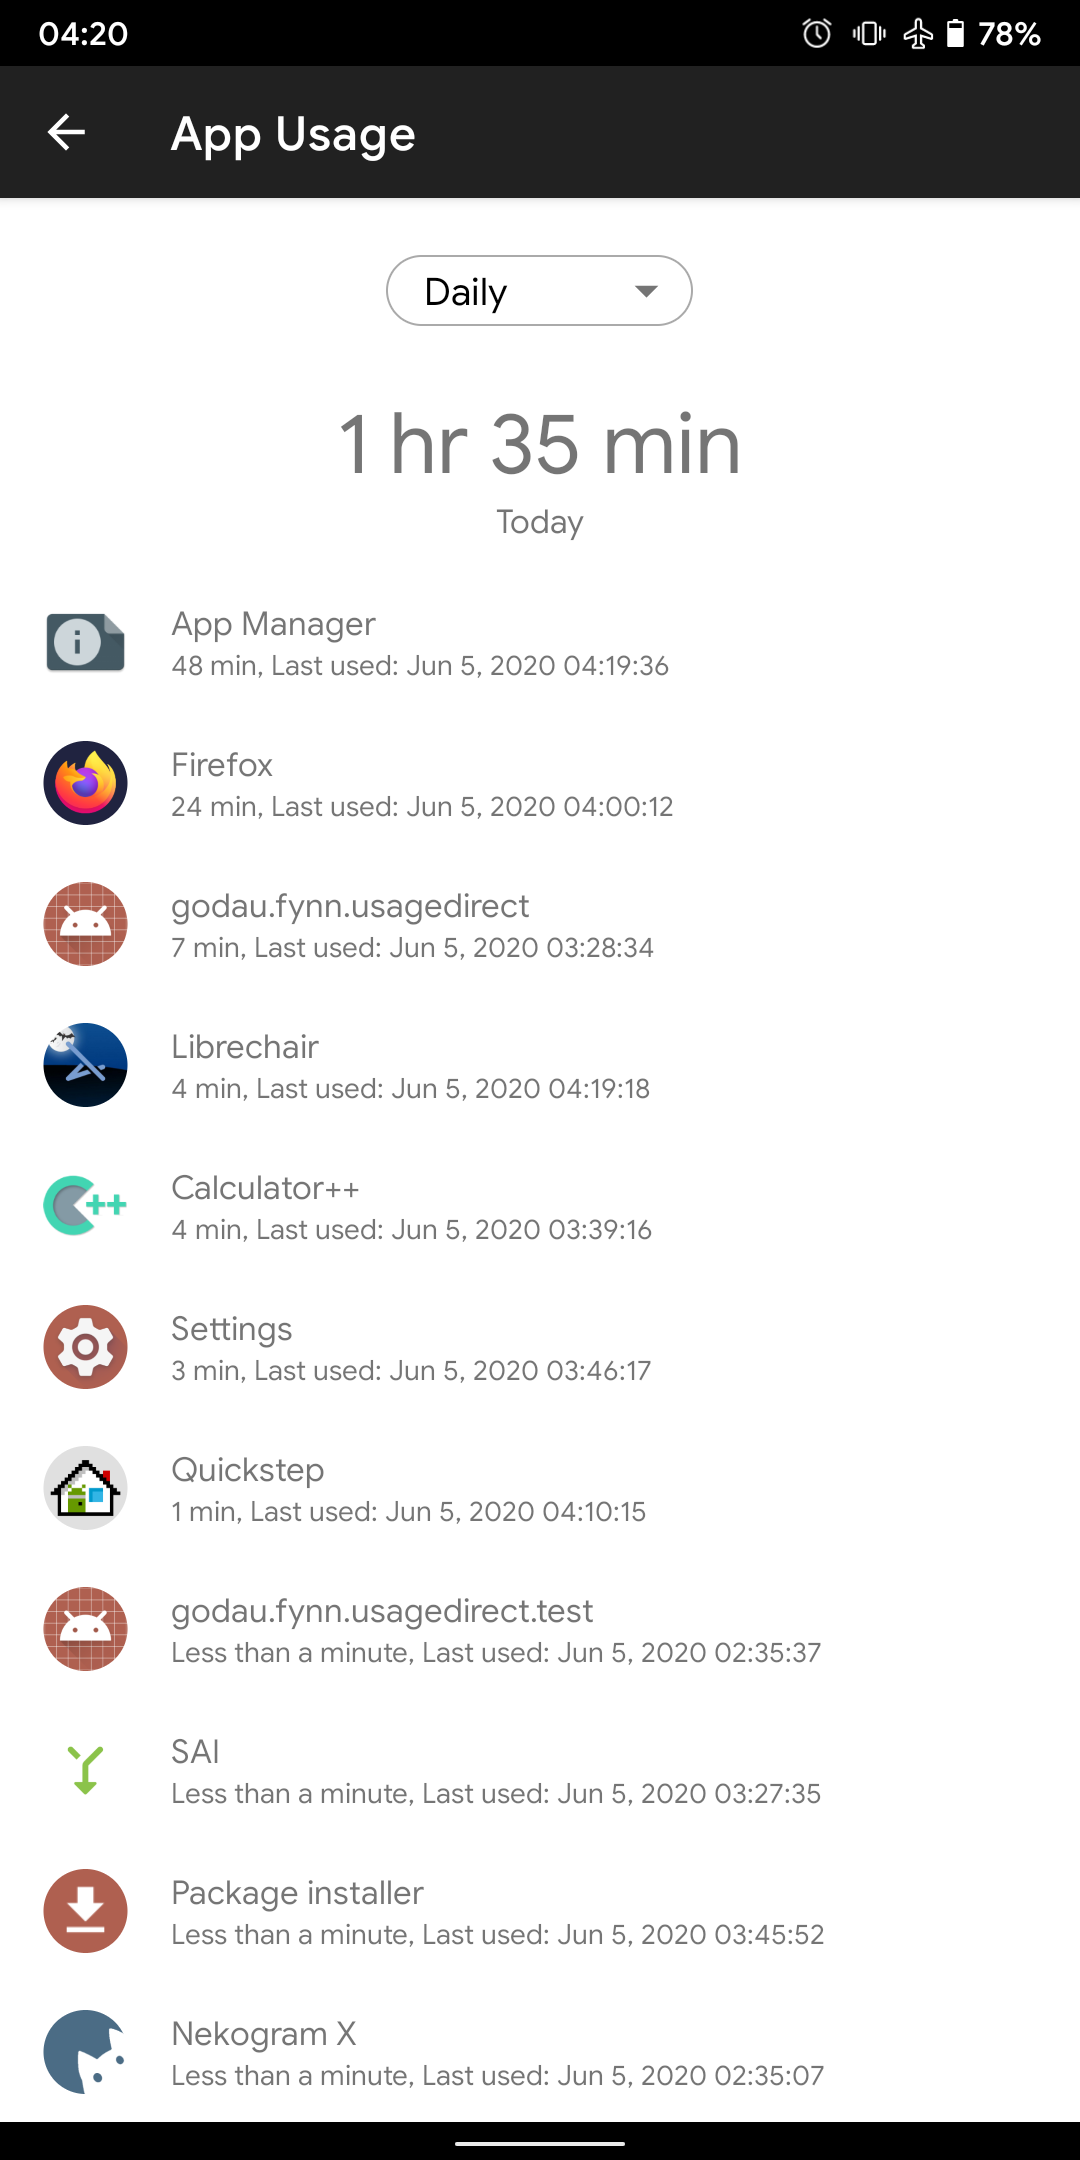 04:20
78%
App Usage
Daily
1 hr 35 min
Today
App Manager
48 min, Last used: Jun 5, 2020 04:19:36
Firefox
24 min, Last used: Jun 5, 2020 04:00:12
godau.fynn.usagedirect
7 min, Last used: Jun 5, 2020 03:28:34
Librechair
4 min, Last used: Jun 5, 2020 04:19:18
Calculator++
4 min, Last used: Jun 5, 2020 03:39:16
Settings
3 min, Last used: Jun 5, 2020 03:46:17
Quickstep
1 min, Last used: Jun 5, 2020 04:10:15
godau.fynn.usagedirect.test
Less than a minute, Last used: Jun 5, 2020 02:35:37
SAI
Less than a minute, Last used: Jun 5, 2020 03:27:35
Package installer
Less than a minute, Last used: Jun 5, 2020 03:45:52
Nekogram X
Less than a minute, Last used: Jun 5, 2020 02:35:07